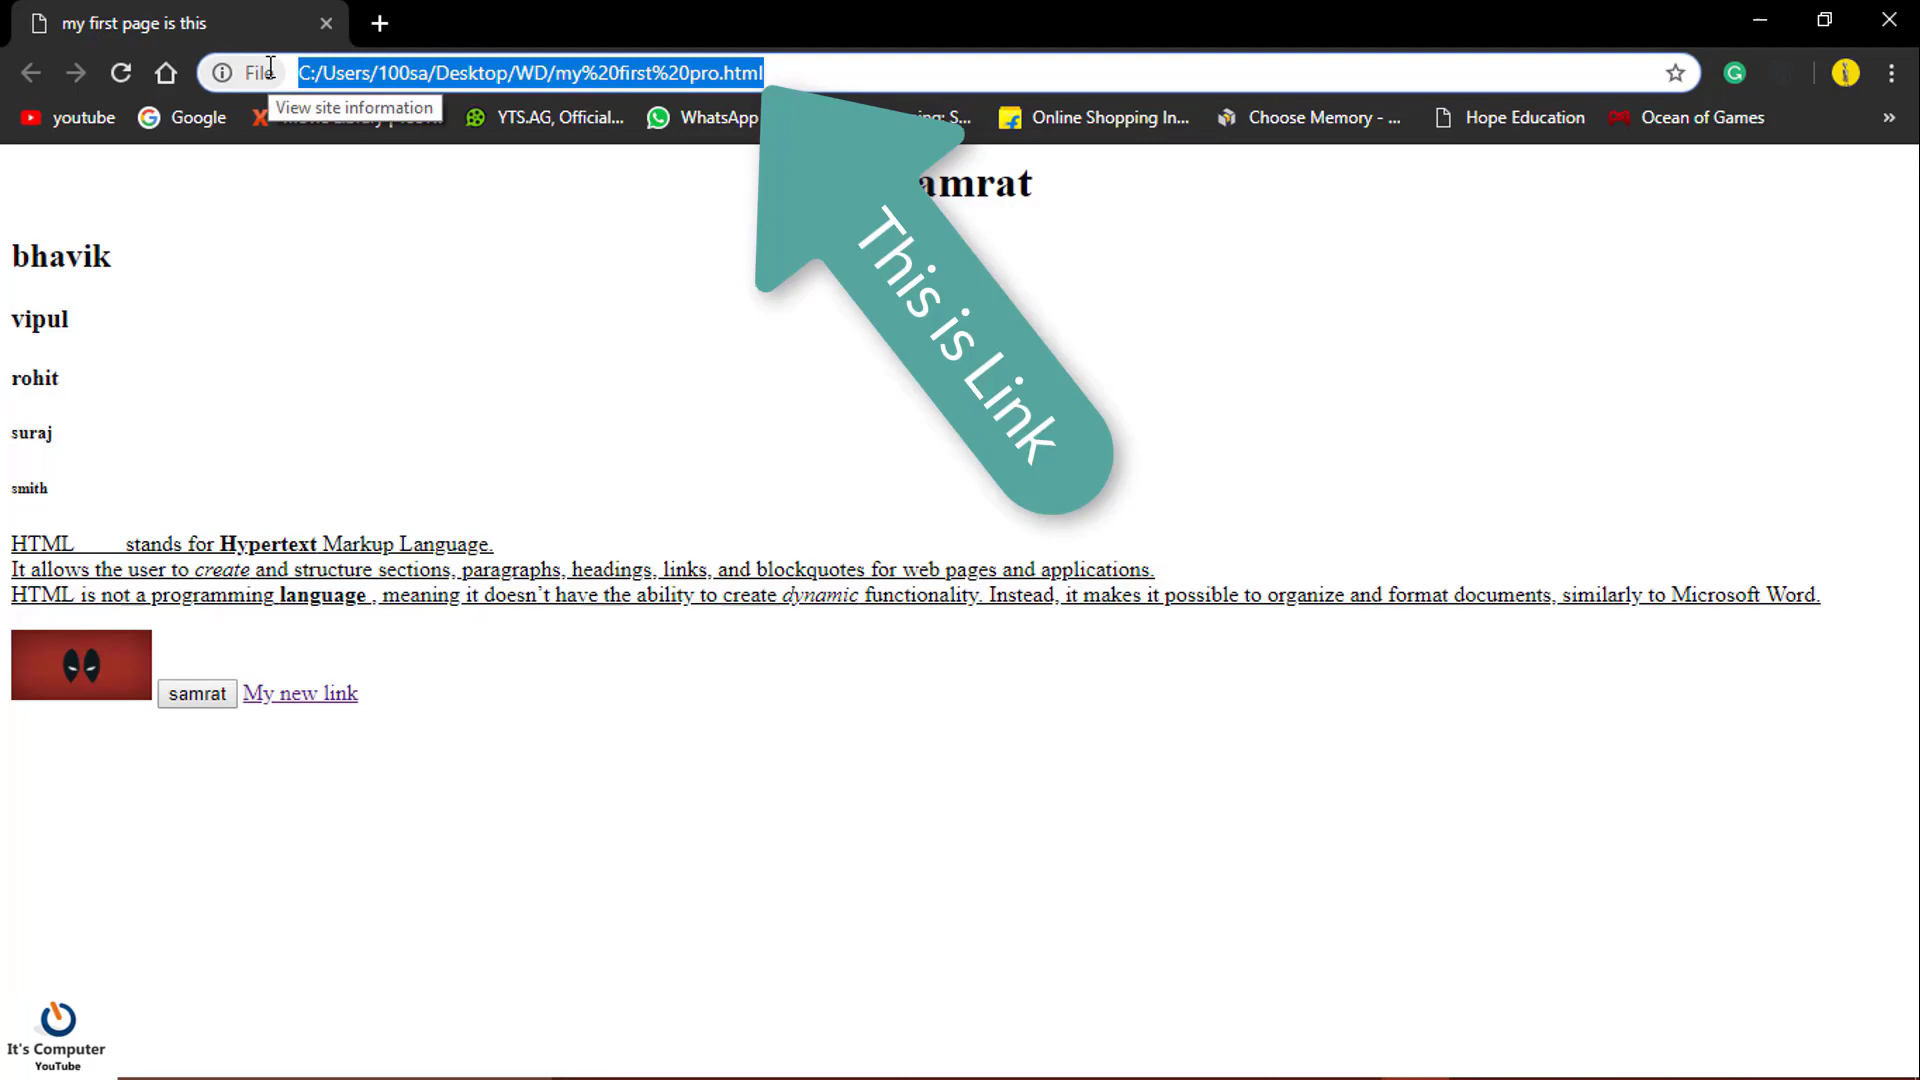 my first page is this
File C:/Users/100sa/Desktop/WD/my%20first%20pro.html
View site information
youtube Google YTS.AG, Official... WhatsApp S... Online Shopping In... Choose Memory - ... Hope Education Ocean of Games »
amrat
bhavik
vipul
rohit
suraj
smith
This is Link
HTML stands for Hypertext Markup Language.
It allows the user to create and structure sections, paragraphs, headings, links, and blockquotes for web pages and applications.
HTML is not a programming language , meaning it doesn’t have the ability to create dynamic functionality. Instead, it makes it possible to organize and format documents, similarly to Microsoft Word.
samrat My new link
It's Computer
YouTube